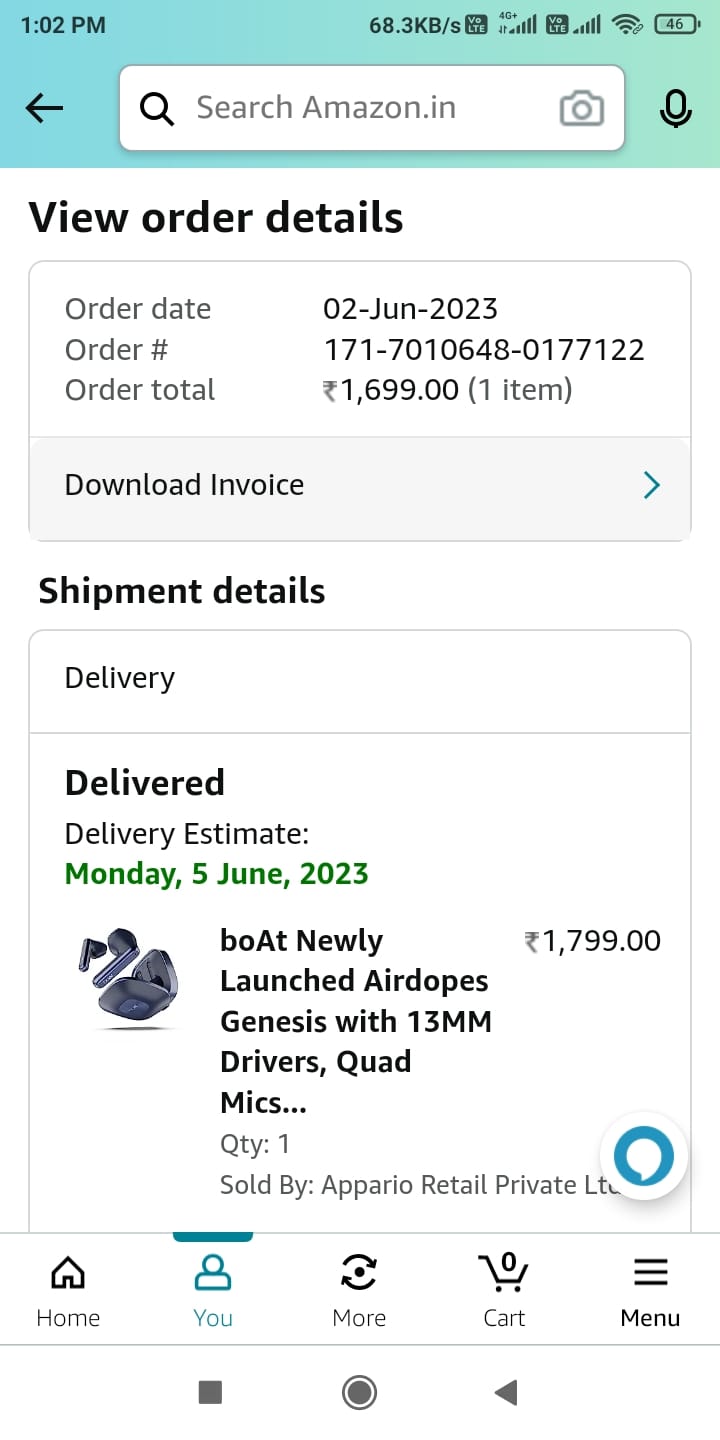 1:02 PM 68.3KB/s Vo LTE 4G+ Vo LTE 46
Search Amazon.in
View order details
Order date 02-Jun-2023
Order # 171-7010648-0177122
Order total ₹1,699.00 (1 item)
Download Invoice
Shipment details
Delivery
Delivered
Delivery Estimate:
Monday, 5 June, 2023
boAt Newly ₹1,799.00
Launched Airdopes
Genesis with 13MM
Drivers, Quad
Mics...
Qty: 1
Sold By: Appario Retail Private Ltd
0
Home You More Cart Menu